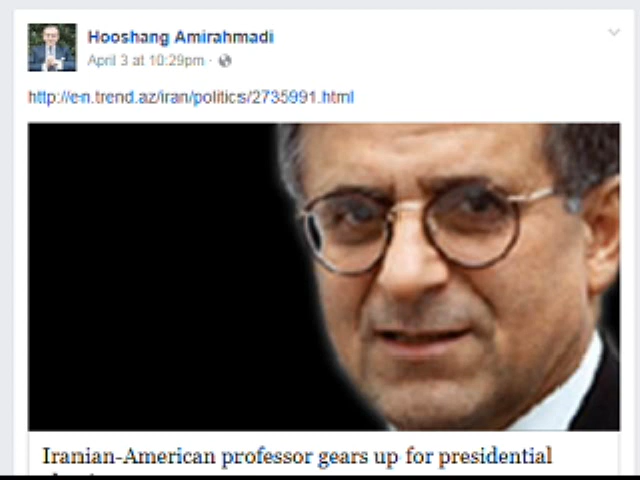 Hooshang Amirahmadi
April 3 at 10:29pm ·
http://en.trend.az/iran/politics/2735991.html
Iranian-American professor gears up for presidential